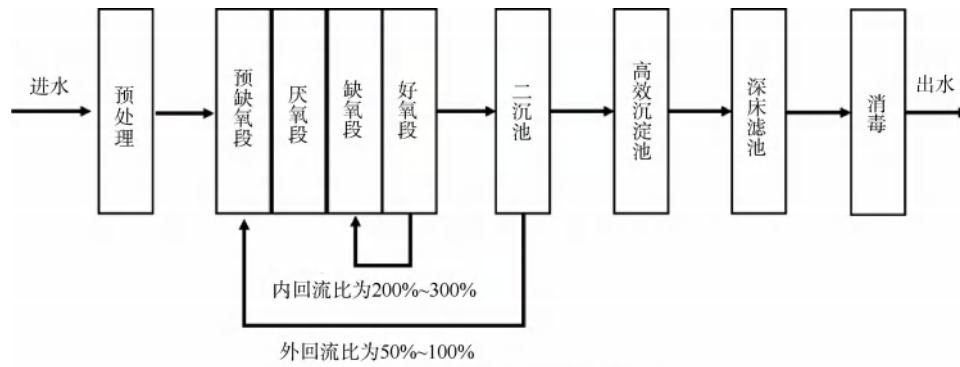 进水
预处理
预缺氧段
厌氧段
缺氧段
好氧段
二沉池
高效沉淀池
深床滤池
消毒
出水
内回流比为200%~300%
外回流比为50%~100%